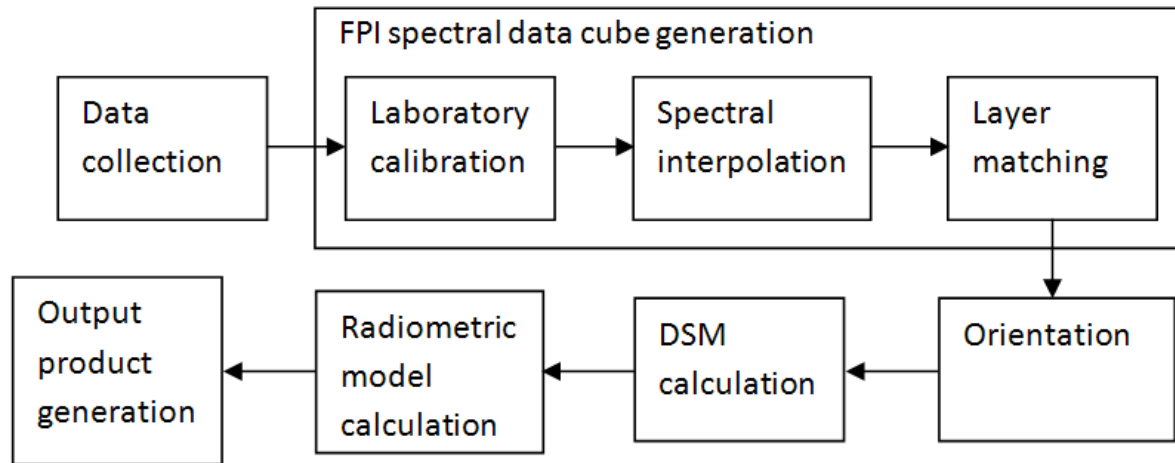 FPI spectral data cube generation
Data
collection
Laboratory
calibration
Spectral
interpolation
Layer
matching
Orientation
DSM
calculation
Radiometric
model
calculation
Output
product
generation